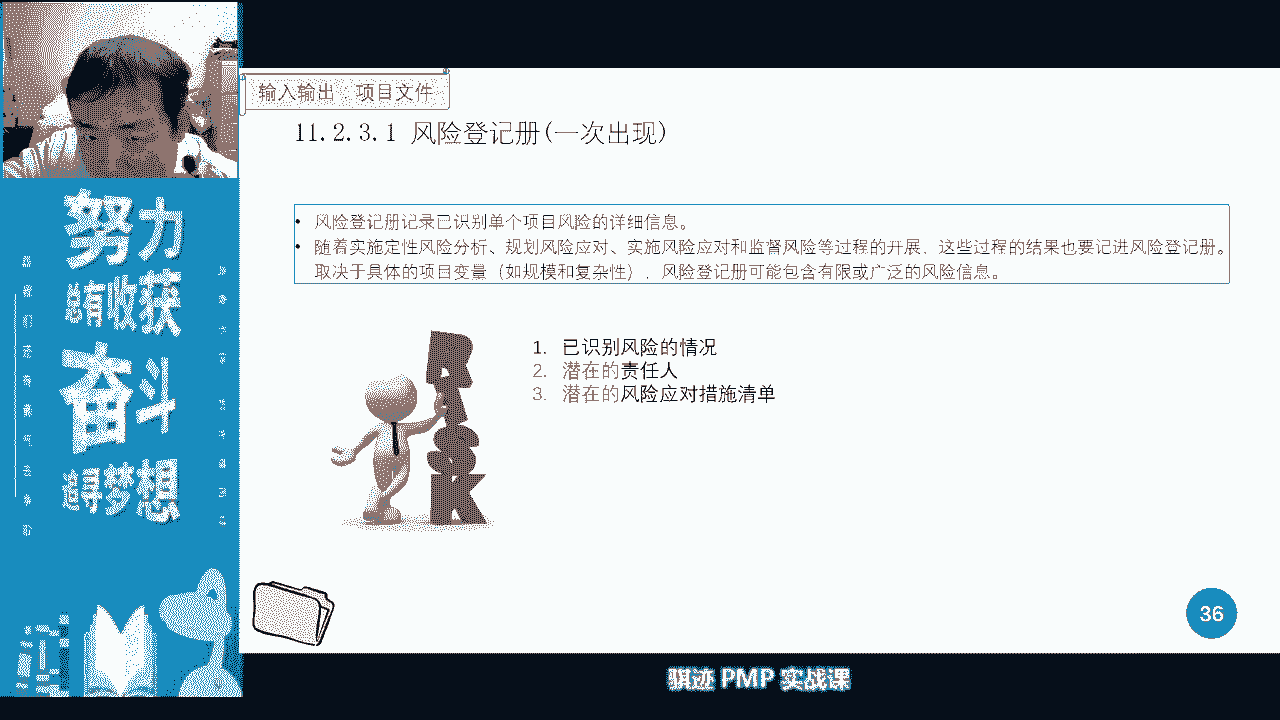 输入输出：项目文件
11.2.3.1 风险登记册(一次出现)
• 风险登记册记录已识别单个项目风险的详细信息。
• 随着实施定性风险分析、规划风险应对、实施风险应对和监督风险等过程的开展，这些过程的结果也要记进风险登记册。
取决于具体的项目变量（如规模和复杂性），风险登记册可能包含有限或广泛的风险信息。
1. 已识别风险的情况
2. 潜在的责任人
3. 潜在的风险应对措施清单
RISK
努力
总有收获
奋斗
追寻梦想
36
骐迹 PMP 实战课